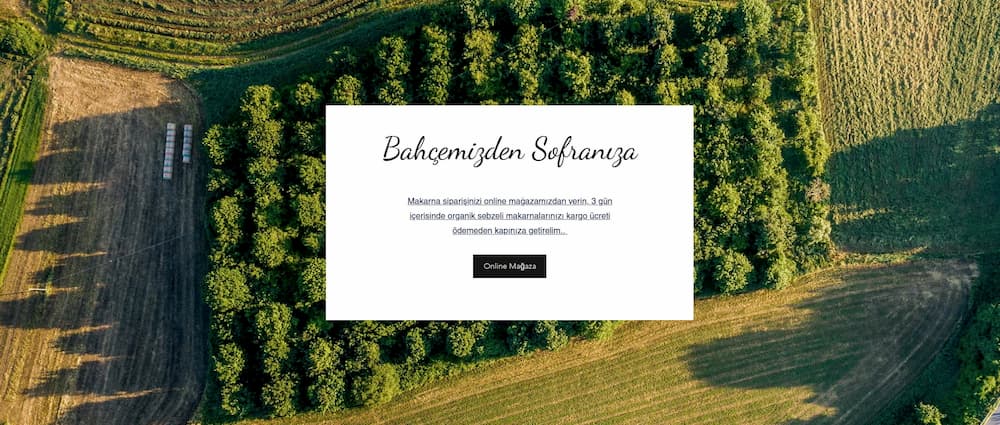 Bahçemizden Sofranıza
Makarna siparişinizi online mağazamızdan verin, 3 gün
içerisinde organik sebzeli makarnalarınızı kargo ücreti
ödemeden kapınıza getirelim..
Online Mağaza